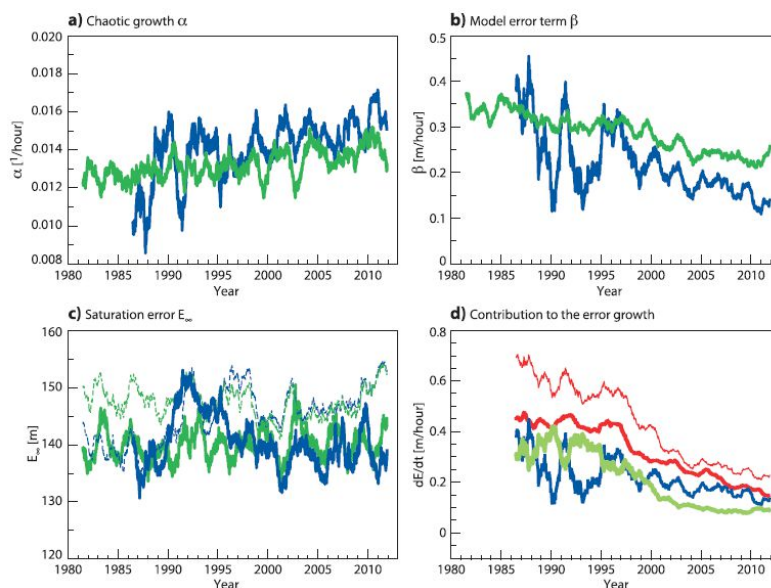 a) Chaotic growth α
0.020
0.018
0.016
0.014
0.012
0.010
0.008
α [1/hour]
1980 1985 1990 1995 2000 2005 2010
Year
b) Model error term β
0.5
0.4
0.3
0.2
0.1
0
β [m/hour]
1980 1985 1990 1995 2000 2005 2010
Year
c) Saturation error E∞
160
150
140
130
120
E∞ [m]
1980 1985 1990 1995 2000 2005 2010
Year
d) Contribution to the error growth
0.8
0.6
0.4
0.2
0
dE/dt [m/hour]
1980 1985 1990 1995 2000 2005 2010
Year